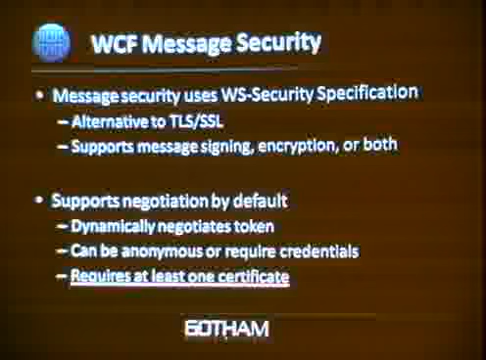 WCF Message Security
• Message security uses WS-Security Specification
– Alternative to TLS/SSL
– Supports message signing, encryption, or both
• Supports negotiation by default
– Dynamically negotiates token
– Can be anonymous or require credentials
– Requires at least one certificate
GOTHAM